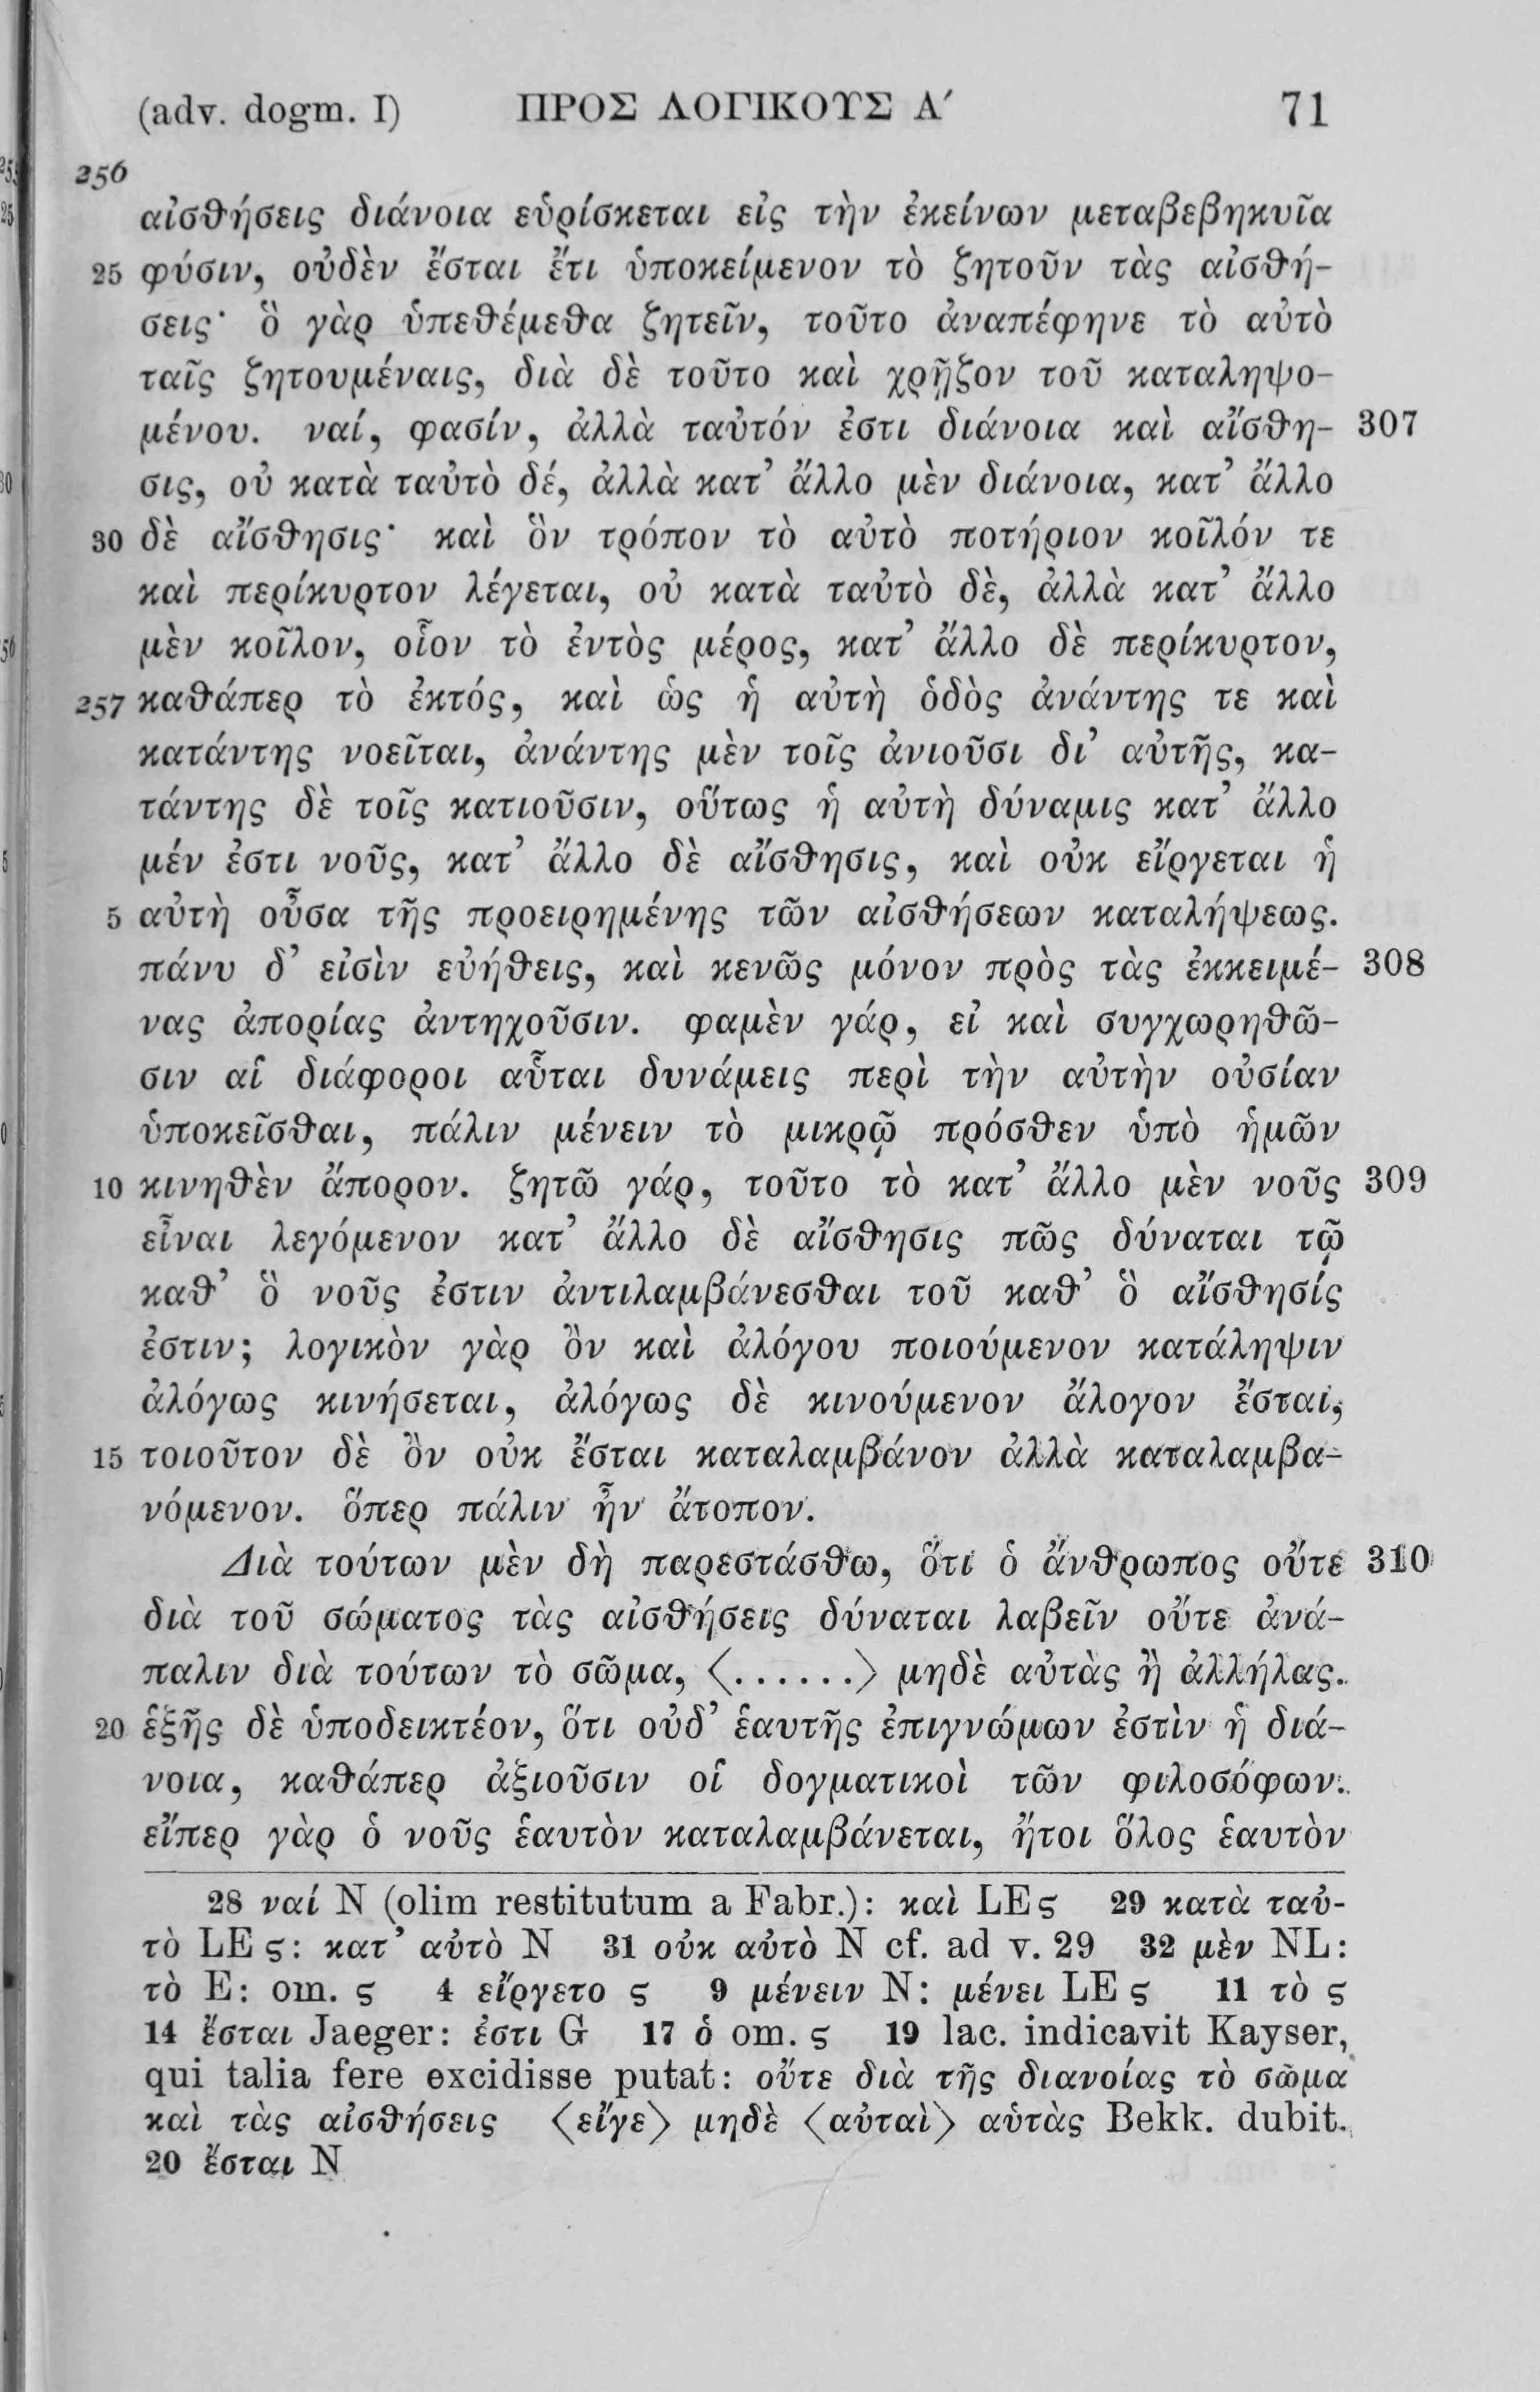 (adv. dogm. I) ΠΡΟΣ ΛΟΓΙΚΟΥΣ Α´ 71
256
αἰσθήσεις διάνοια εὑρίσκεται εἰς τὴν ἐκείνων μεταβεβηκυῖα
25 φύσιν, οὐδὲν ἔσται ἔτι ὑποκείμενον τὸ ζητοῦν τὰς αἰσθή-
σεις· ὃ γὰρ ὑπεθέμεθα ζητεῖν, τοῦτο ἀναπέφηνε τὸ αὐτὸ
ταῖς ζητουμέναις, διὰ δὲ τοῦτο καὶ χρῇζον τοῦ καταληψο-
μένου. ναί, φασίν, ἀλλὰ ταὐτόν ἐστι διάνοια καὶ αἴσθη- 307
σις, οὐ κατὰ ταὐτὸ δέ, ἀλλὰ κατ’ ἄλλο μὲν διάνοια, κατ’ ἄλλο
30 δὲ αἴσθησις· καὶ ὃν τρόπον τὸ αὐτὸ ποτήριον κοῖλόν τε
καὶ περίκυρτον λέγεται, οὐ κατὰ ταὐτὸ δὲ, ἀλλὰ κατ’ ἄλλο
μὲν κοῖλον, οἷον τὸ ἐντὸς μέρος, κατ’ ἄλλο δὲ περίκυρτον,
257 καθάπερ τὸ ἐκτός, καὶ ὡς ἡ αὐτὴ ὁδὸς ἀνάντης τε καὶ
κατάντης νοεῖται, ἀνάντης μὲν τοῖς ἀνιοῦσι δι’ αὐτῆς, κα-
τάντης δὲ τοῖς κατιοῦσιν, οὕτως ἡ αὐτὴ δύναμις κατ’ ἄλλο
μέν ἐστι νοῦς, κατ’ ἄλλο δὲ αἴσθησις, καὶ οὐκ εἴργεται ἡ
5 αὐτὴ οὖσα τῆς προειρημένης τῶν αἰσθήσεων καταλήψεως.
πάνυ δ’ εἰσὶν εὐήθεις, καὶ κενῶς μόνον πρὸς τὰς ἐκκειμέ- 308
νας ἀπορίας ἀντηχοῦσιν. φαμὲν γάρ, εἰ καὶ συγχωρηθῶ-
σιν αἱ διάφοροι αὗται δυνάμεις περὶ τὴν αὐτὴν οὐσίαν
ὑποκεῖσθαι, πάλιν μένειν τὸ μικρῷ πρόσθεν ὑπὸ ἡμῶν
10 κινηθὲν ἄπορον. ζητῶ γάρ, τοῦτο τὸ κατ’ ἄλλο μὲν νοῦς 309
εἶναι λεγόμενον κατ’ ἄλλο δὲ αἴσθησις πῶς δύναται τῷ
καθ’ ὃ νοῦς ἐστιν ἀντιλαμβάνεσθαι τοῦ καθ’ ὃ αἴσθησίς
ἐστιν; λογικὸν γὰρ ὂν καὶ ἀλόγου ποιούμενον κατάληψιν
ἀλόγως κινήσεται, ἀλόγως δὲ κινούμενον ἄλογον ἔσται,
15 τοιοῦτον δὲ ὂν οὐκ ἔσται καταλαμβάνον ἀλλὰ καταλαμβα-
νόμενον. ὅπερ πάλιν ἦν ἄτοπον.
Διὰ τούτων μὲν δὴ παρεστάσθω, ὅτι ὁ ἄνθρωπος οὔτε 310
διὰ τοῦ σώματος τὰς αἰσθήσεις δύναται λαβεῖν οὔτε ἀνά-
παλιν διὰ τούτων τὸ σῶμα, ⟨......⟩ μηδὲ αὐτὰς ἢ ἀλλήλας.
20 ἑξῆς δὲ ὑποδεικτέον, ὅτι οὐδ’ ἑαυτῆς ἐπιγνώμων ἐστὶν ἡ διά-
νοια, καθάπερ ἀξιοῦσιν οἱ δογματικοὶ τῶν φιλοσόφων.
εἴπερ γὰρ ὁ νοῦς ἑαυτὸν καταλαμβάνεται, ἤτοι ὅλος ἑαυτὸν
28 ναί N (olim restitutum a Fabr.): καὶ LE ϛ 29 κατὰ ταὐ-
τὸ LE ϛ: κατ’ αὐτὸ N 31 οὐκ αὐτὸ N cf. ad v. 29 32 μὲν NL:
τὸ E: om. ϛ 4 εἴργετο ϛ 9 μένειν N: μένει LE ϛ 11 τὸ ϛ
14 ἔσται Jaeger: ἐστι G 17 ὁ om. ϛ 19 lac. indicavit Kayser,
qui talia fere excidisse putat: οὔτε διὰ τῆς διανοίας τὸ σῶμα
καὶ τὰς αἰσθήσεις ⟨εἴγε⟩ μηδὲ ⟨αὐταὶ⟩ αὑτὰς Bekk. dubit.
20 ἔσται N